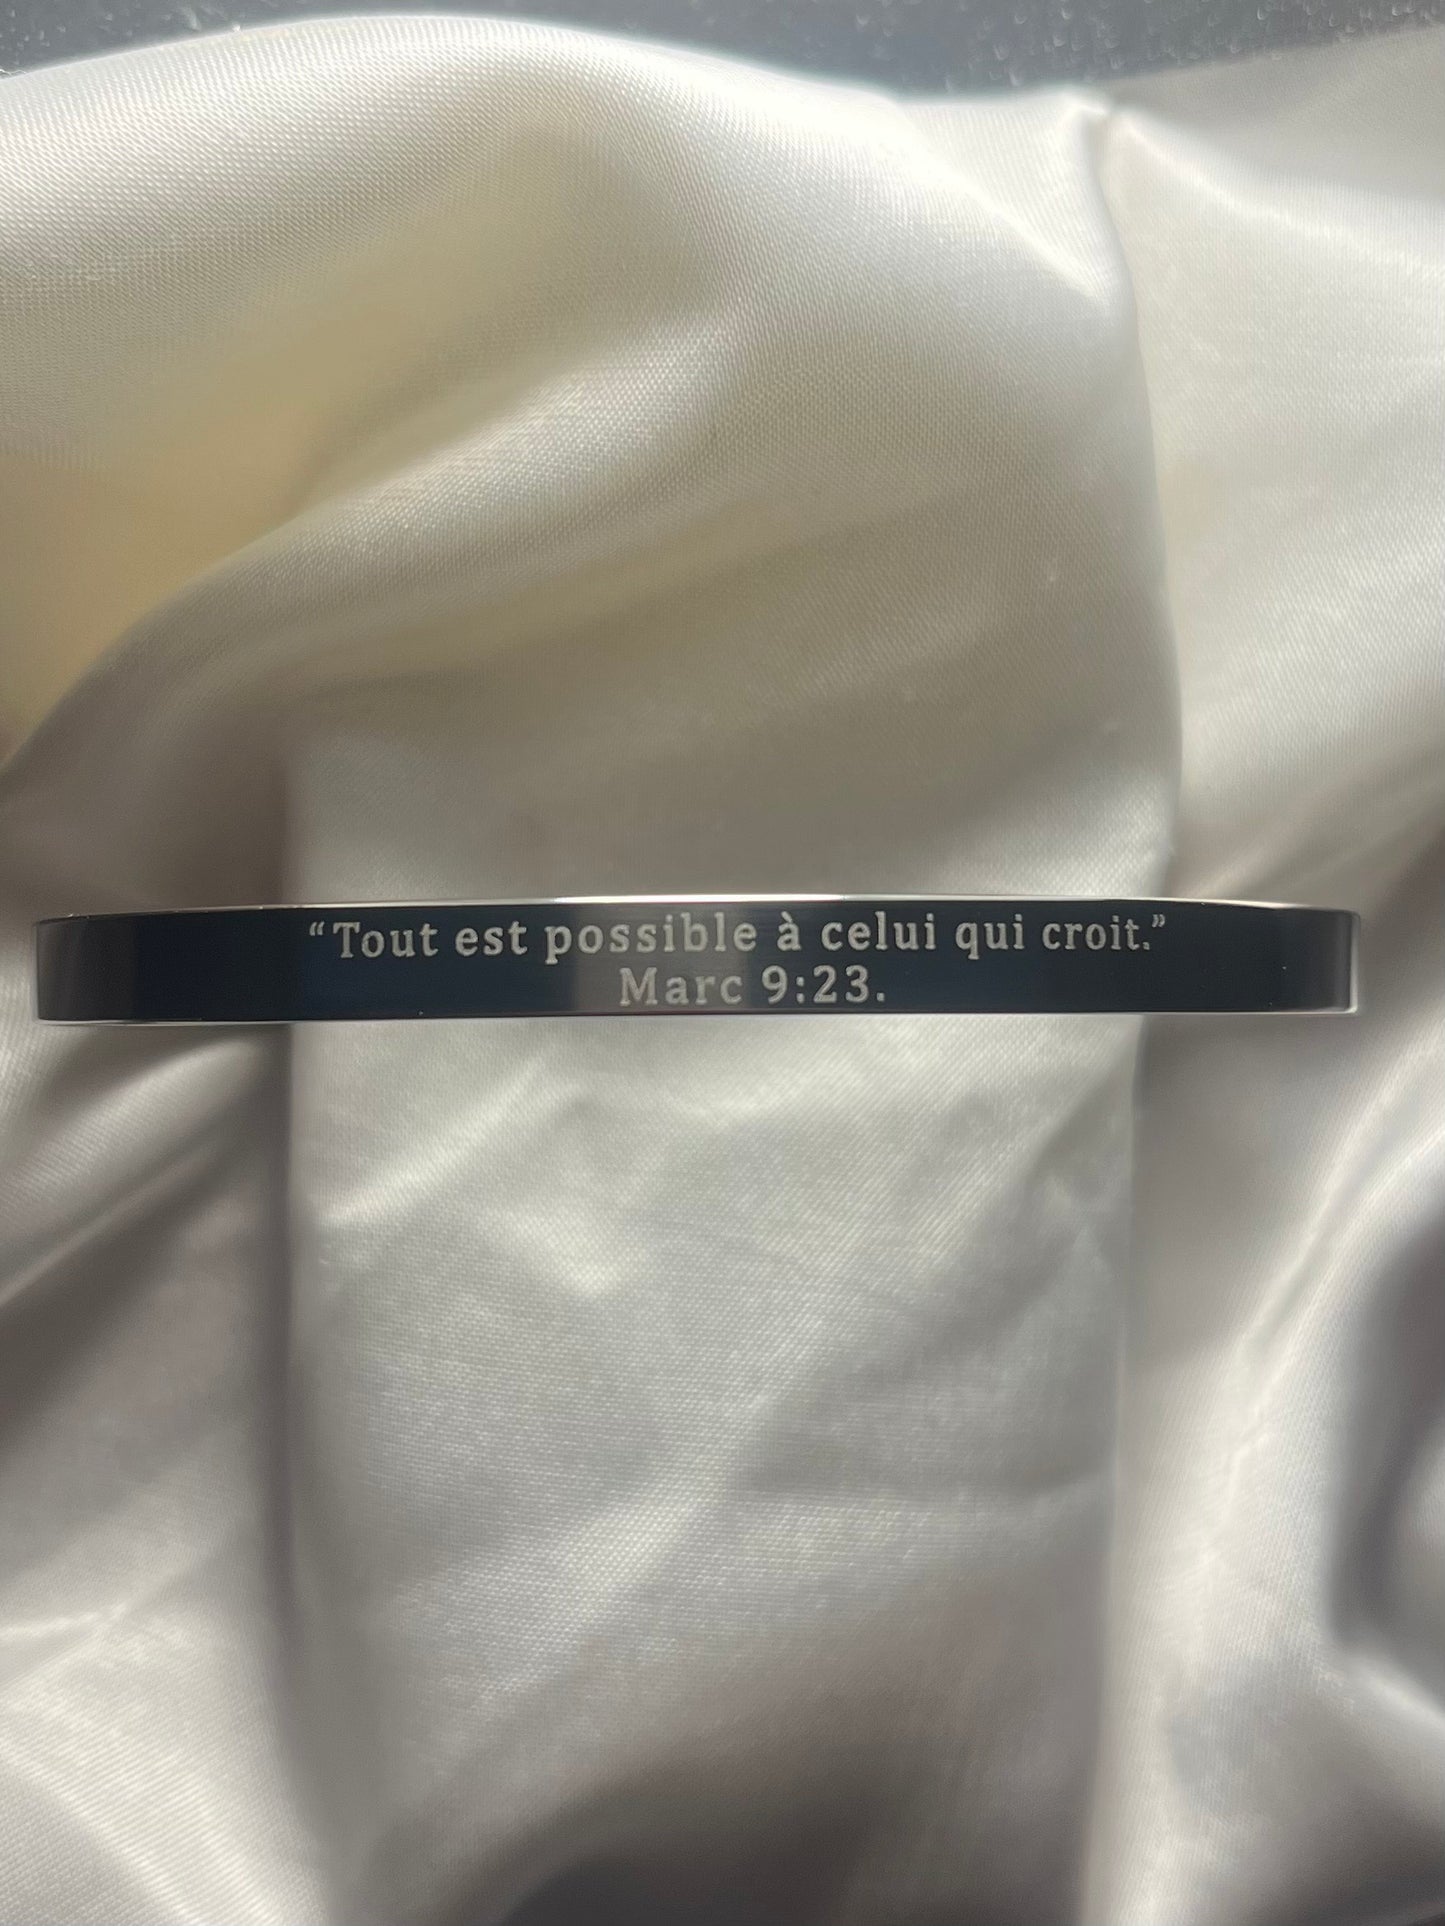 “Tout est possible à celui qui croit.”
Marc 9:23.